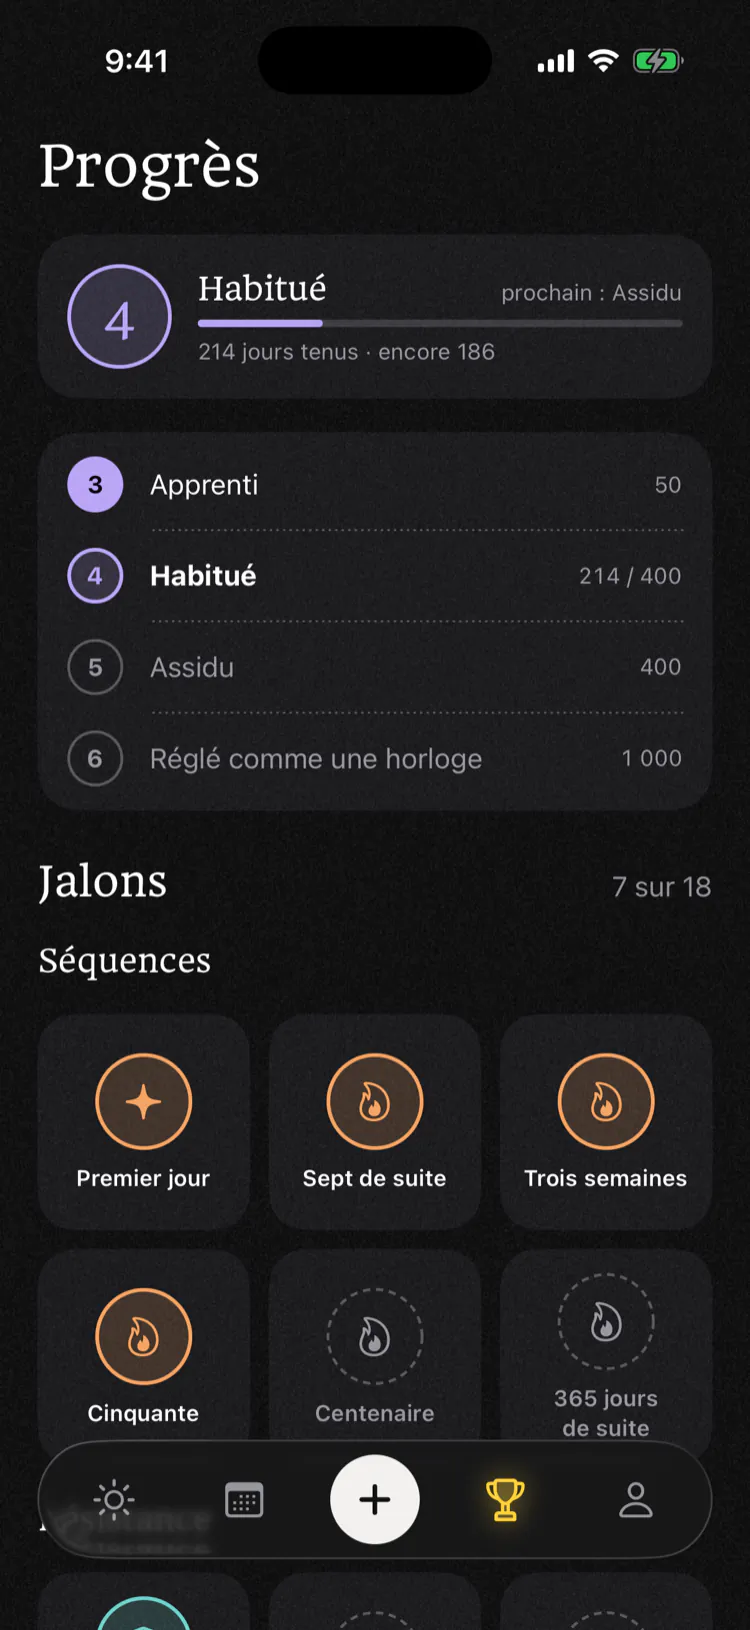 9:41
Progrès
4
Habitué
prochain : Assidu
214 jours tenus · encore 186
3 Apprenti 50
4 Habitué 214 / 400
5 Assidu 400
6 Réglé comme une horloge 1 000
Jalons 7 sur 18
Séquences
Premier jour
Sept de suite
Trois semaines
Cinquante
Centenaire
365 jours
de suite